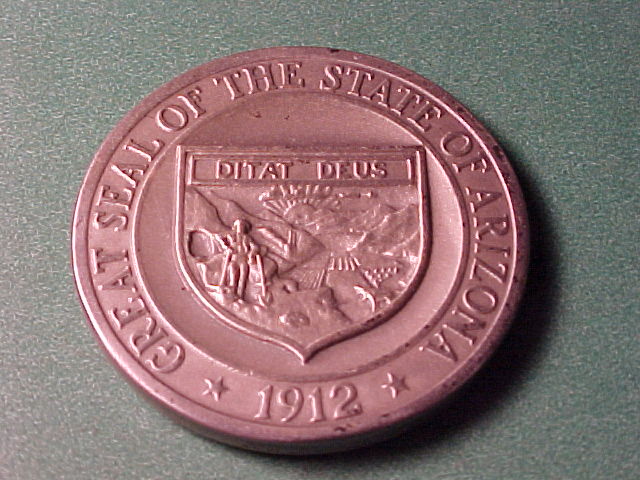 GREAT SEAL OF THE STATE OF ARIZONA
DITAT DEUS
1912